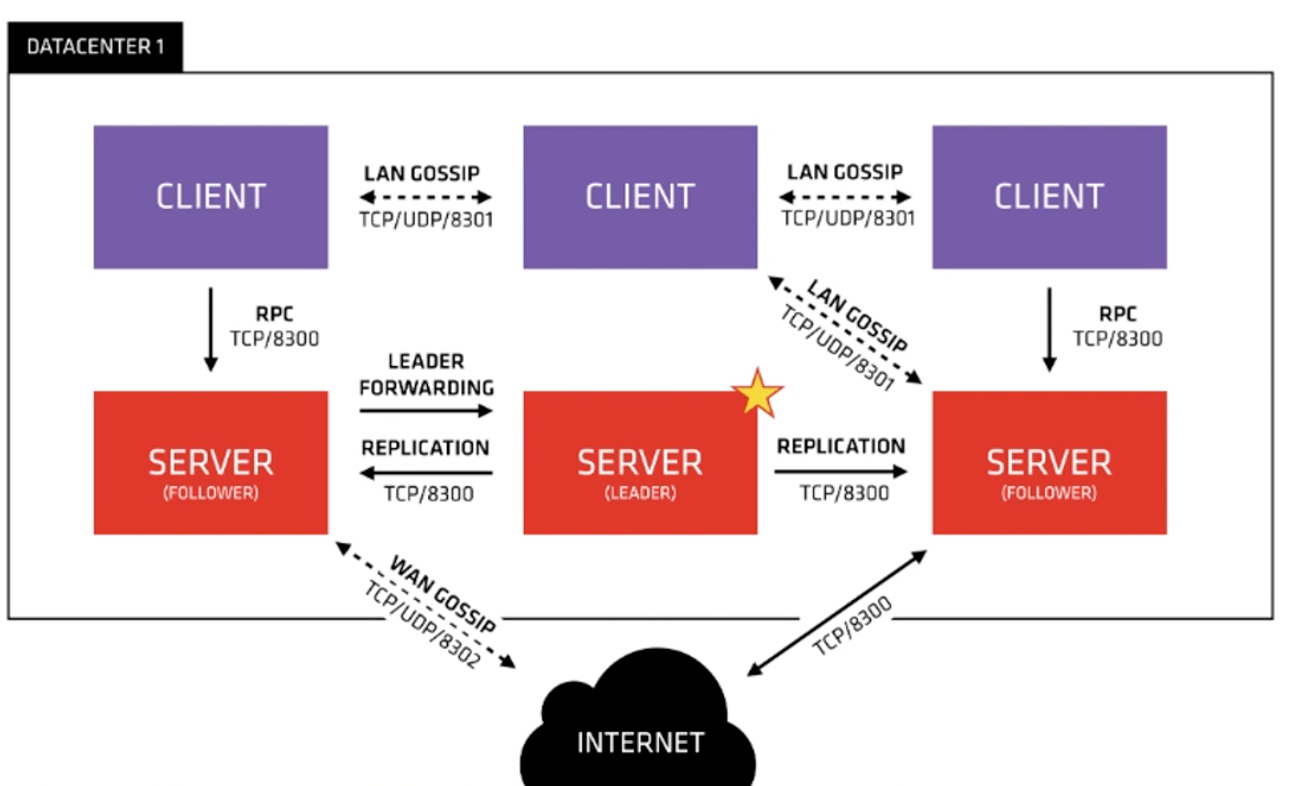 DATACENTER 1
CLIENT
LAN GOSSIP
TCP/UDP/8301
CLIENT
LAN GOSSIP
TCP/UDP/8301
CLIENT
RPC
TCP/8300
LAN GOSSIP
TCP/UDP/8301
RPC
TCP/8300
LEADER
FORWARDING
SERVER
(FOLLOWER)
REPLICATION
TCP/8300
SERVER
(LEADER)
REPLICATION
TCP/8300
SERVER
(FOLLOWER)
WAN GOSSIP
TCP/UDP/8302
TCP/8300
INTERNET